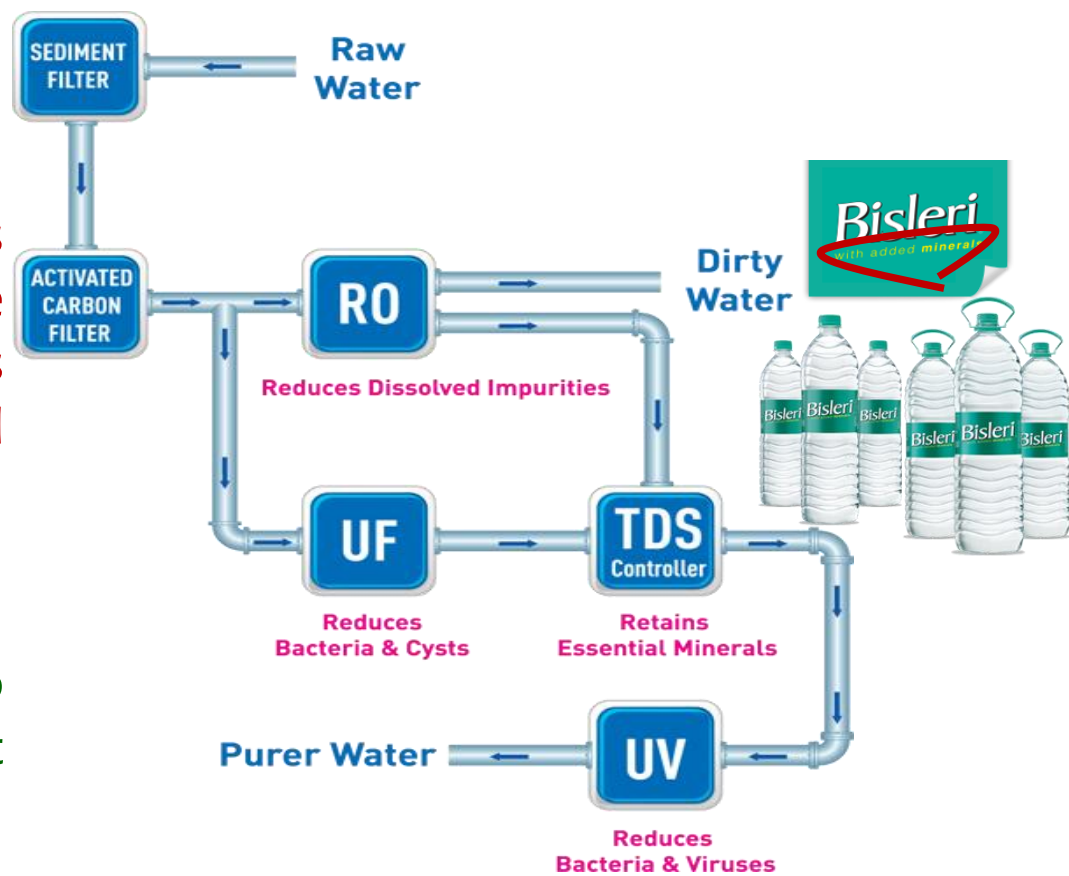 SEDIMENT
FILTER
Raw
Water
ACTIVATED
CARBON
FILTER
RO
Reduces Dissolved Impurities
Dirty
Water
Bisleri
with added minerals
Bisleri
Bisleri
Bisleri
Bisleri
Bisleri
Bisleri
UF
Reduces
Bacteria & Cysts
TDS
Controller
Retains
Essential Minerals
Purer Water
UV
Reduces
Bacteria & Viruses